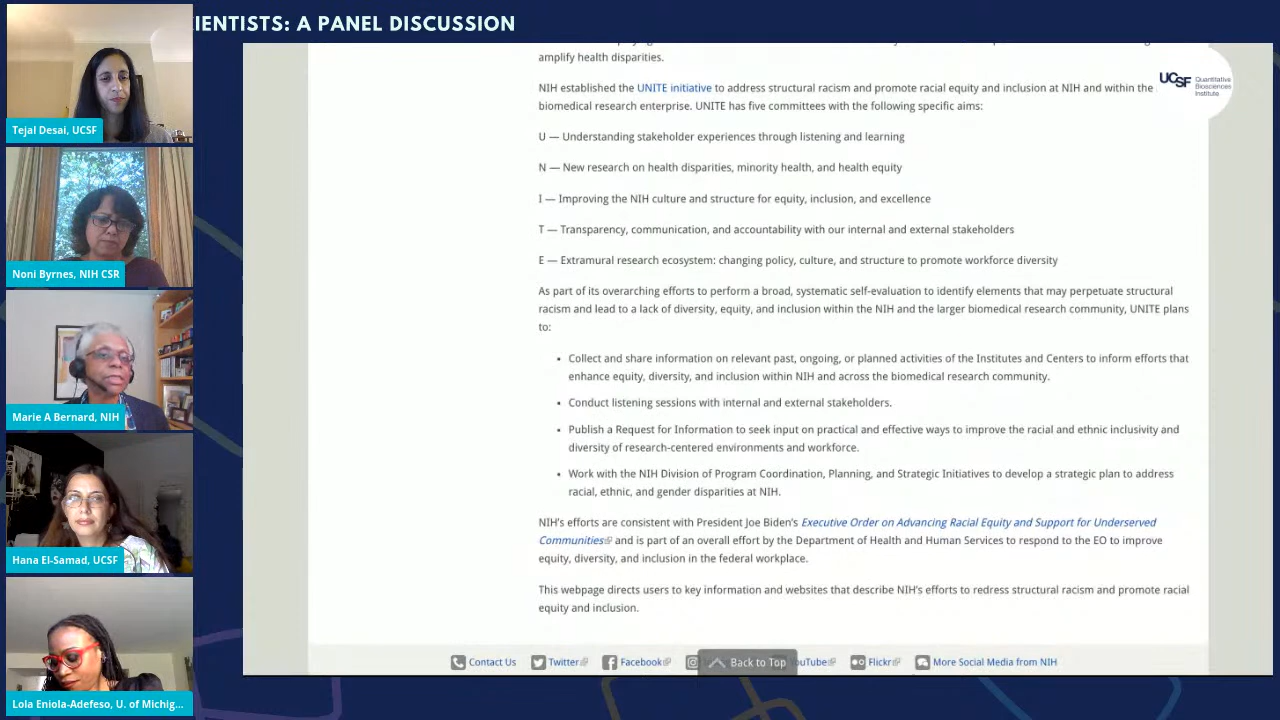 CIENTISTS: A PANEL DISCUSSION
Tejal Desai, UCSF
Noni Byrnes, NIH CSR
Marie A Bernard, NIH
Hana El-Samad, UCSF
Lola Eniola-Adefeso, U. of Michig...
UCSF Quantitative
Biosciences
Institute
amplify health disparities.
NIH established the UNITE initiative to address structural racism and promote racial equity and inclusion at NIH and within the
biomedical research enterprise. UNITE has five committees with the following specific aims:
U — Understanding stakeholder experiences through listening and learning
N — New research on health disparities, minority health, and health equity
I — Improving the NIH culture and structure for equity, inclusion, and excellence
T — Transparency, communication, and accountability with our internal and external stakeholders
E — Extramural research ecosystem: changing policy, culture, and structure to promote workforce diversity
As part of its overarching efforts to perform a broad, systematic self-evaluation to identify elements that may perpetuate structural
racism and lead to a lack of diversity, equity, and inclusion within the NIH and the larger biomedical research community, UNITE plans
to:
• Collect and share information on relevant past, ongoing, or planned activities of the Institutes and Centers to inform efforts that
enhance equity, diversity, and inclusion within NIH and across the biomedical research community.
• Conduct listening sessions with internal and external stakeholders.
• Publish a Request for Information to seek input on practical and effective ways to improve the racial and ethnic inclusivity and
diversity of research-centered environments and workforce.
• Work with the NIH Division of Program Coordination, Planning, and Strategic Initiatives to develop a strategic plan to address
racial, ethnic, and gender disparities at NIH.
NIH's efforts are consistent with President Joe Biden's Executive Order on Advancing Racial Equity and Support for Underserved
Communities and is part of an overall effort by the Department of Health and Human Services to respond to the EO to improve
equity, diversity, and inclusion in the federal workplace.
This webpage directs users to key information and websites that describe NIH's efforts to redress structural racism and promote racial
equity and inclusion.
Contact Us Twitter Facebook Back to Top YouTube Flickr More Social Media from NIH